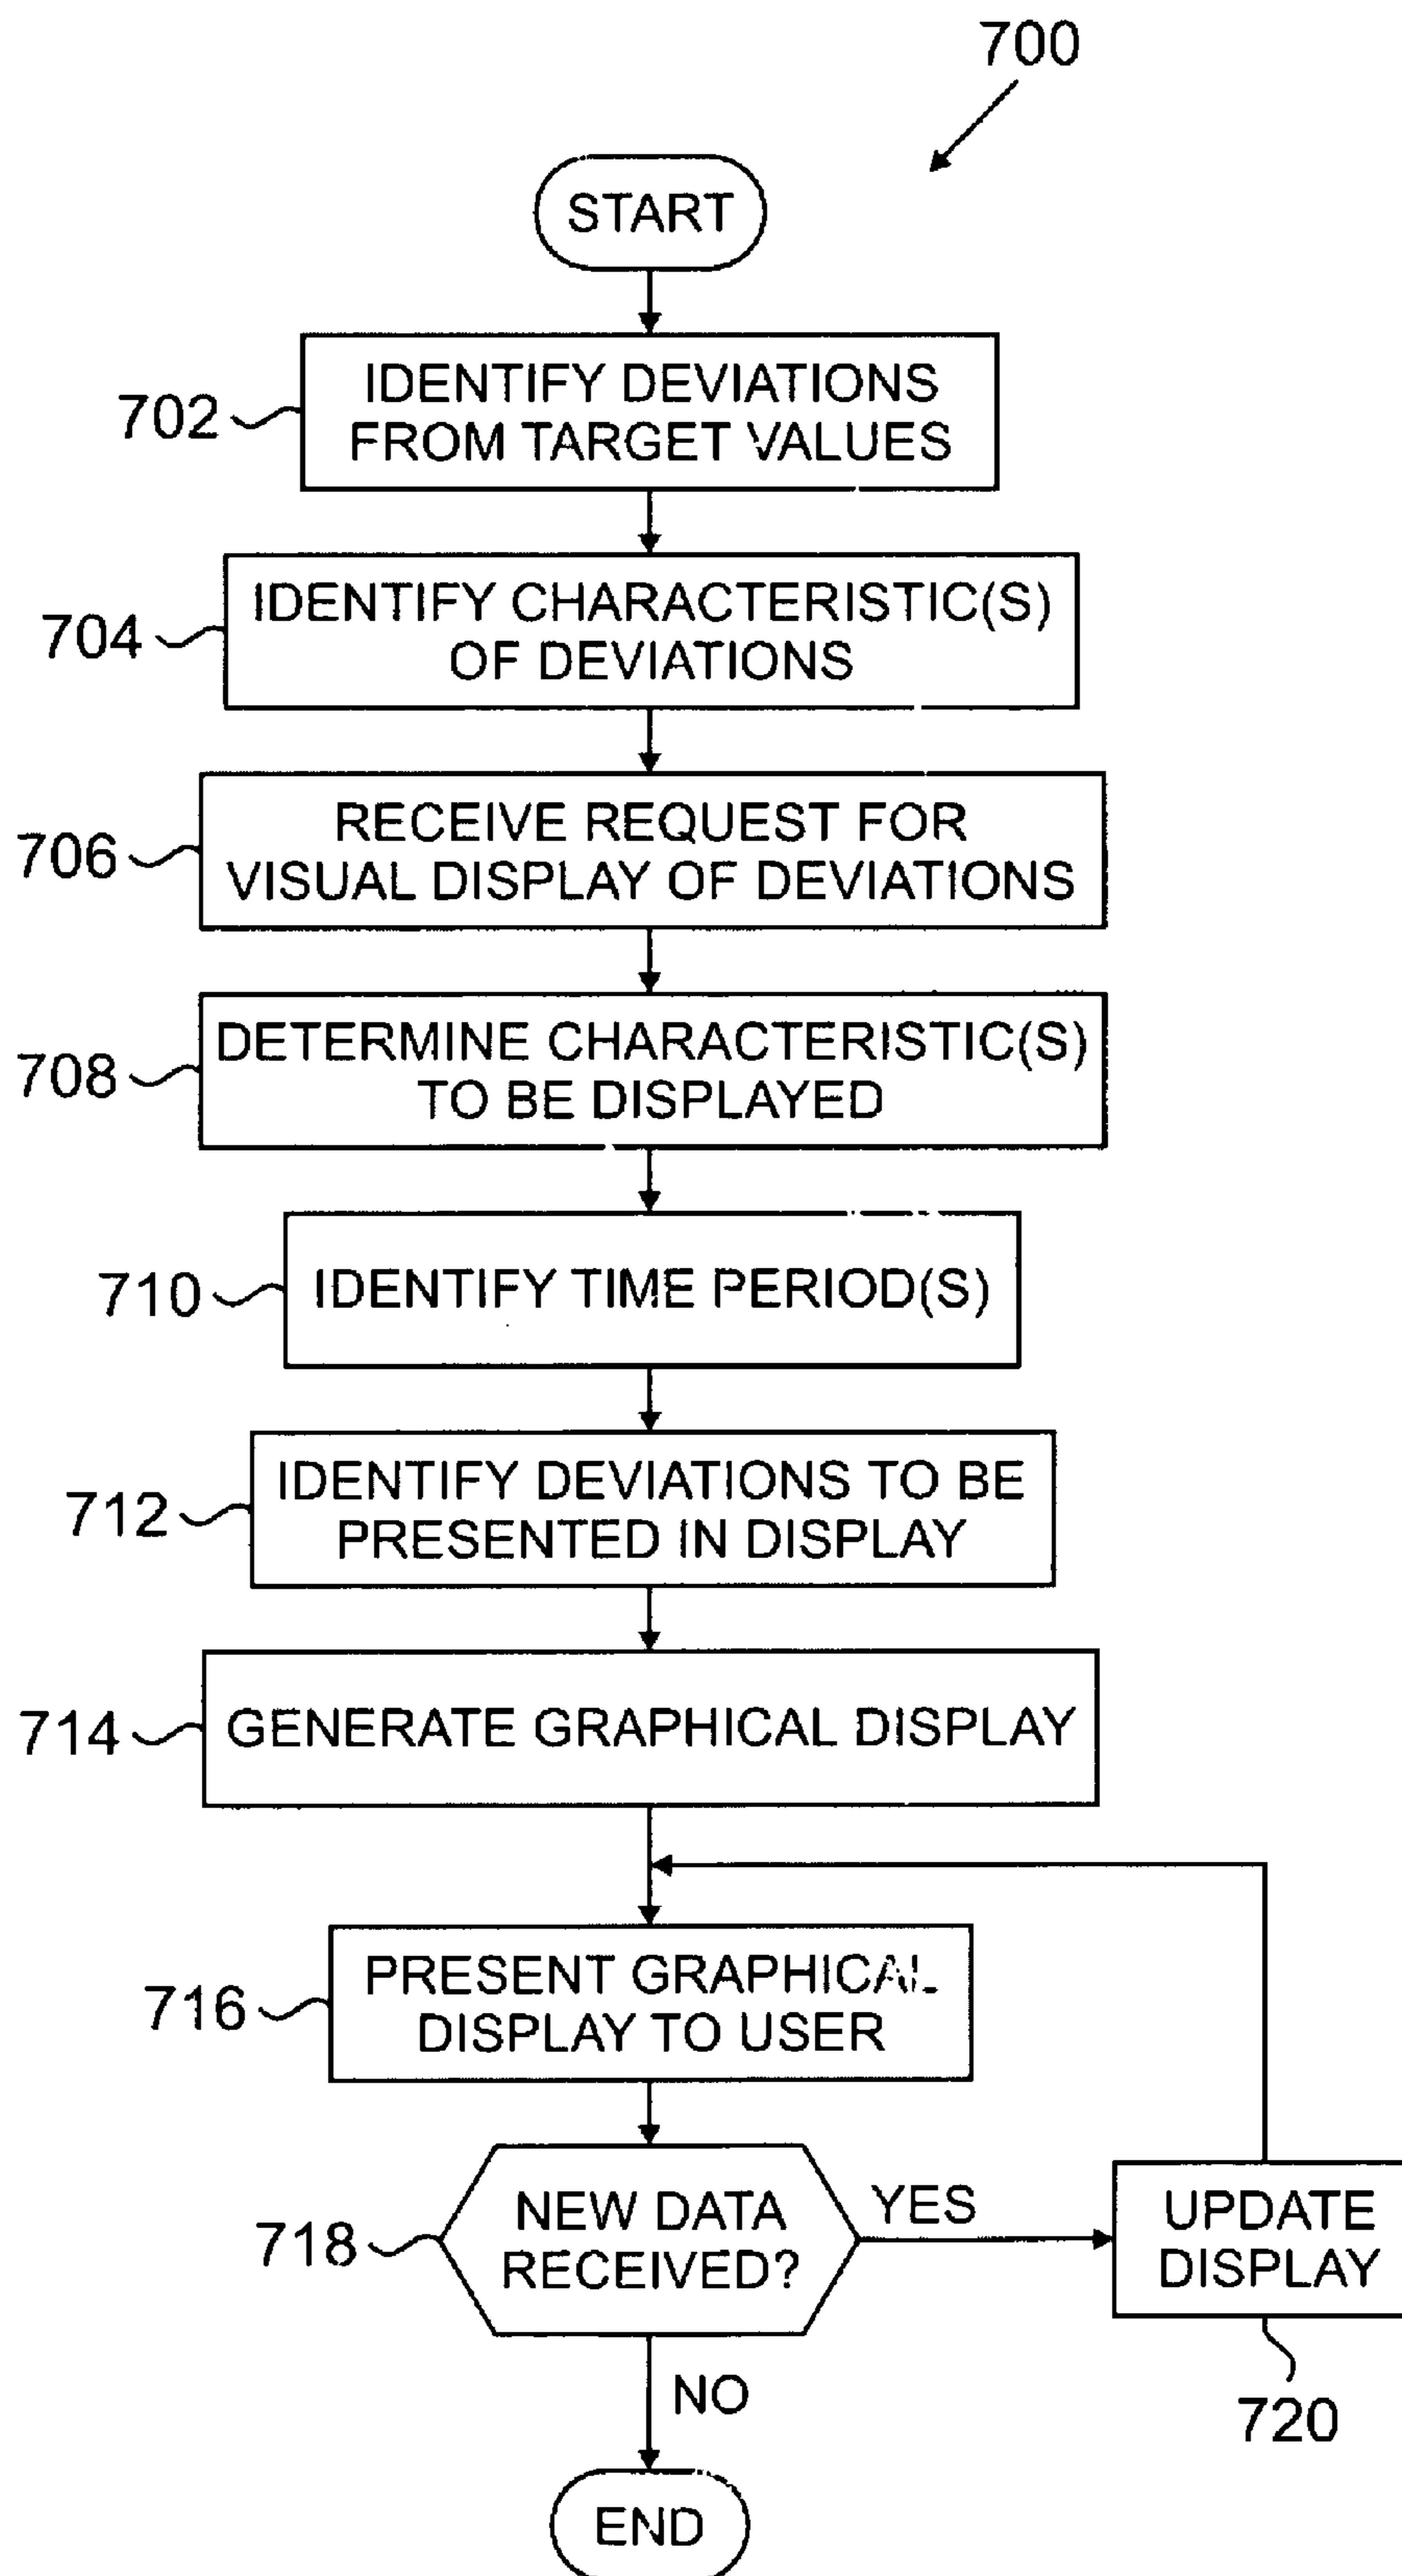 700
START
702
IDENTIFY DEVIATIONS
FROM TARGET VALUES
704
IDENTIFY CHARACTERISTIC(S)
OF DEVIATIONS
706
RECEIVE REQUEST FOR
VISUAL DISPLAY OF DEVIATIONS
708
DETERMINE CHARACTERISTIC(S)
TO BE DISPLAYED
710
IDENTIFY TIME PERIOD(S)
712
IDENTIFY DEVIATIONS TO BE
PRESENTED IN DISPLAY
714
GENERATE GRAPHICAL DISPLAY
716
PRESENT GRAPHICAL
DISPLAY TO USER
718
NEW DATA
RECEIVED?
YES
UPDATE
DISPLAY
720
NO
END